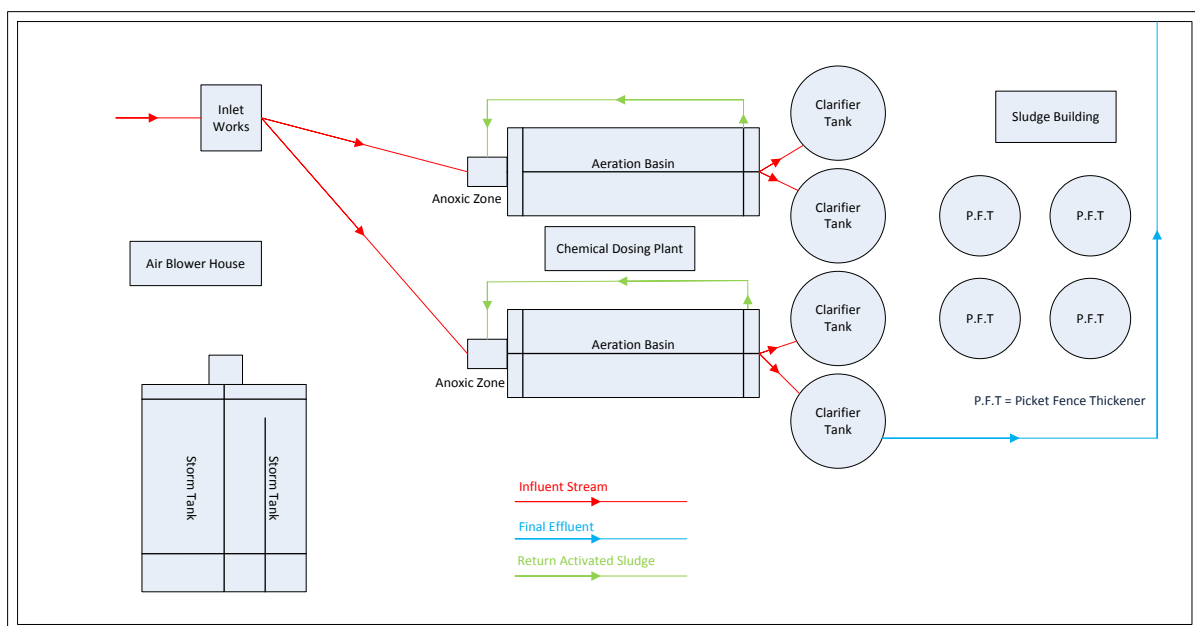 Inlet
Works
Aeration Basin
Anoxic Zone
Clarifier
Tank
Clarifier
Tank
Sludge Building
P.F.T
P.F.T
Air Blower House
Chemical Dosing Plant
Aeration Basin
Anoxic Zone
Clarifier
Tank
Clarifier
Tank
P.F.T
P.F.T
P.F.T = Picket Fence Thickener
Storm Tank
Storm Tank
Influent Stream
Final Effluent
Return Activated Sludge